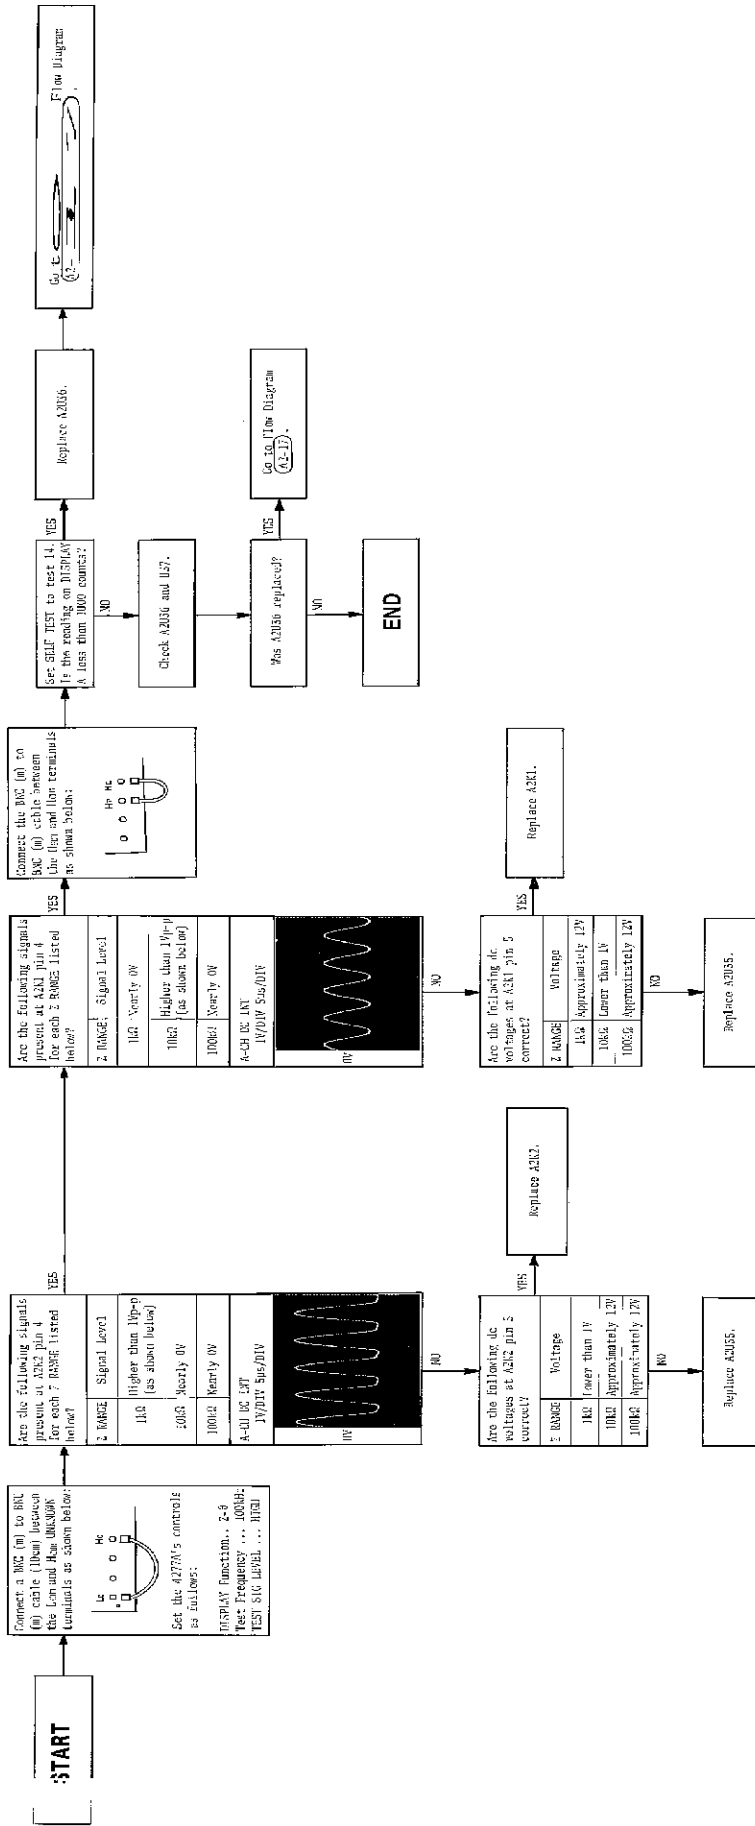 START
Connect a BNC (m) to BNC
(m) cable (10cm) between
the and UNKNOWN
terminals as shown below:
Lc Hc
Set the 4277A's controls
as follows:
DISPLAY Function..
Test Frequency ... 100kHz
TEST SIG LEVEL ... HIGH
Are the following signals
present at A2K2 pin 4
for each Z RANGE listed
below?
Z RANGE Signal Level
1kΩ Higher than 1Vp-p
(as shown below)
10kΩ Nearly 0V
100kΩ Nearly 0V
A-CH DC INT
1V/DIV 5μs/DIV
0V
YES
NO
Are the following dc
voltages at A2K2 pin
correct?
Z RANGE Voltage
1kΩ Lower than 1V
10kΩ Approximately 12V
100kΩ Approximately 12V
YES
Replace A2K2.
NO
Replace
Are the following signals
present at A2K1 pin 4
for each Z RANGE listed
below?
Z RANGE Signal Level
1kΩ Nearly 0V
10kΩ Higher than 1Vp-p
(as shown below)
100kΩ Nearly 0V
A-CH DC INT
1V/DIV 5μs/DIV
0V
YES
NO
Are the following dc
voltages at A2K1 pin 5
correct?
Z RANGE Voltage
1kΩ Approximately 12V
10kΩ Lower than 1V
100kΩ Approximately 12V
YES
Replace A2K1.
NO
Replace
Connect the BNC (m) to
BNC (m) cable between
the and terminals
as shown below:
Hp Hc
Set SELF TEST to test 14.
Is the reading on DISPLAY
A less than 1000 counts?
YES
Replace A2U36.
Go to Flow Diagram
A2-
NO
Check A2U36 and U37.
Was A2U36 replaced?
YES
Go to Flow Diagram
A2-17.
NO
END